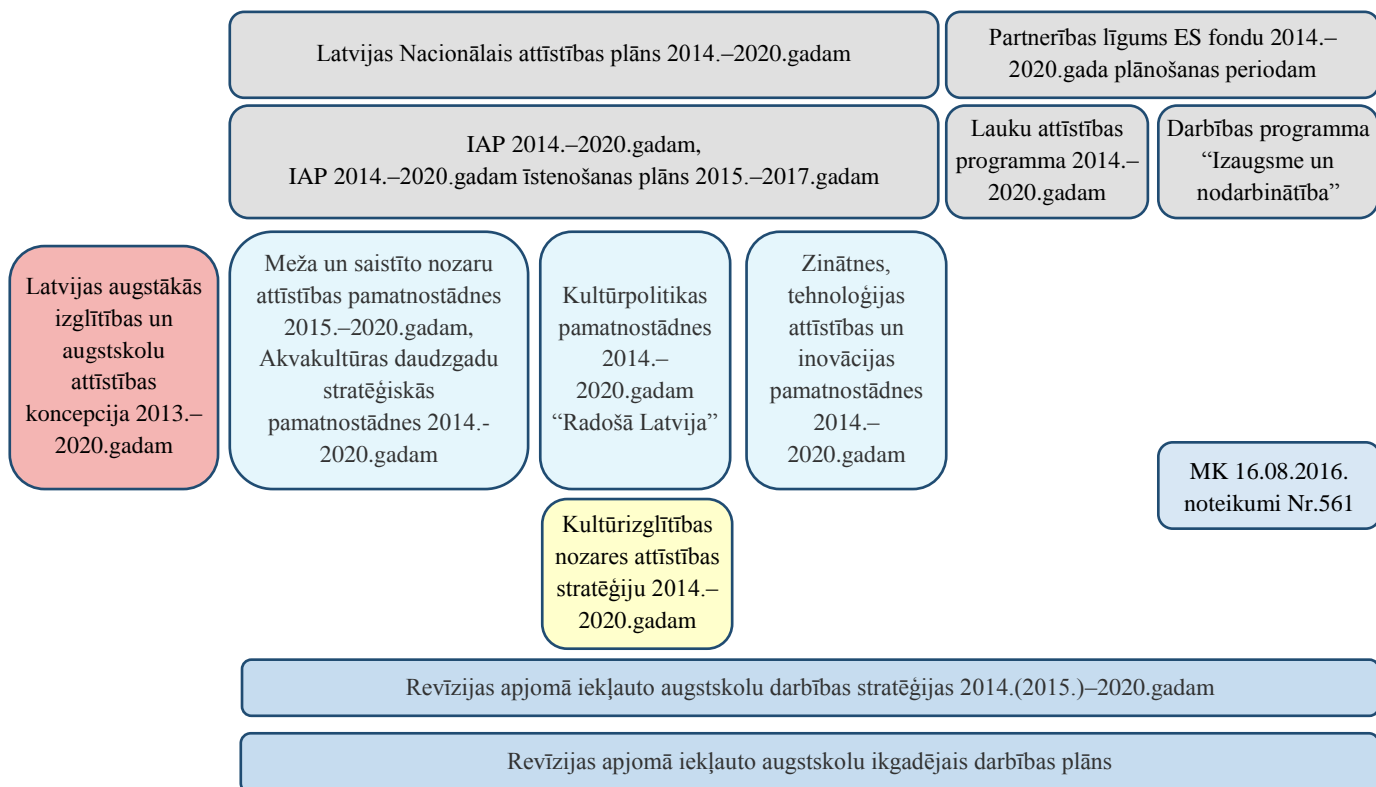 Latvijas Nacionālais attīstības plāns 2014.–2020.gadam
Partnerības līgums ES fondu 2014.–
2020.gada plānošanas periodam
IAP 2014.–2020.gadam,
IAP 2014.–2020.gadam īstenošanas plāns 2015.–2017.gadam
Lauku attīstības
programma 2014.–
2020.gadam
Darbības programma
“Izaugsme un
nodarbinātība”
Latvijas augstākās
izglītības un
augstskolu
attīstības
koncepcija 2013.–
2020.gadam
Meža un saistīto nozaru
attīstības pamatnostādnes
2015.–2020.gadam,
Akvakultūras daudzgadu
stratēģiskās
pamatnostādnes 2014.-
2020.gadam
Kultūrpolitikas
pamatnostādnes
2014.–
2020.gadam
“Radošā Latvija”
Zinātnes,
tehnoloģijas
attīstības un
inovācijas
pamatnostādnes
2014.–
2020.gadam
MK 16.08.2016.
noteikumi Nr.561
Kultūrizglītības
nozares attīstības
stratēģiju 2014.–
2020.gadam
Revīzijas apjomā iekļauto augstskolu darbības stratēģijas 2014.(2015.)–2020.gadam
Revīzijas apjomā iekļauto augstskolu ikgadējais darbības plāns